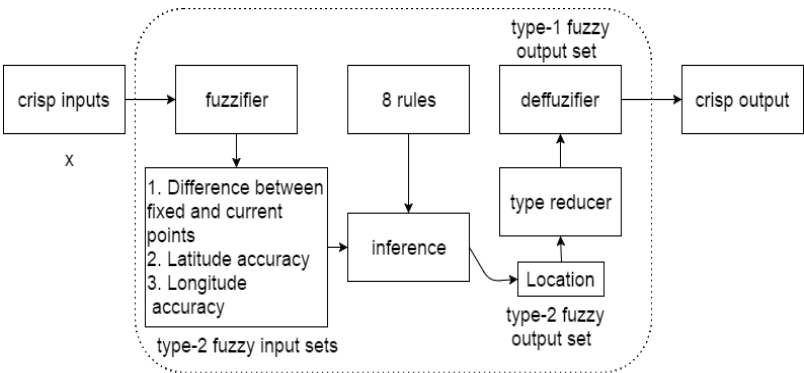 type-1 fuzzy
output set
crisp inputs
fuzzifier
8 rules
deffuzifier
crisp output
x
1. Difference between
fixed and current
points
2. Latitude accuracy
3. Longitude
accuracy
inference
type reducer
Location
type-2 fuzzy input sets
type-2 fuzzy
output set